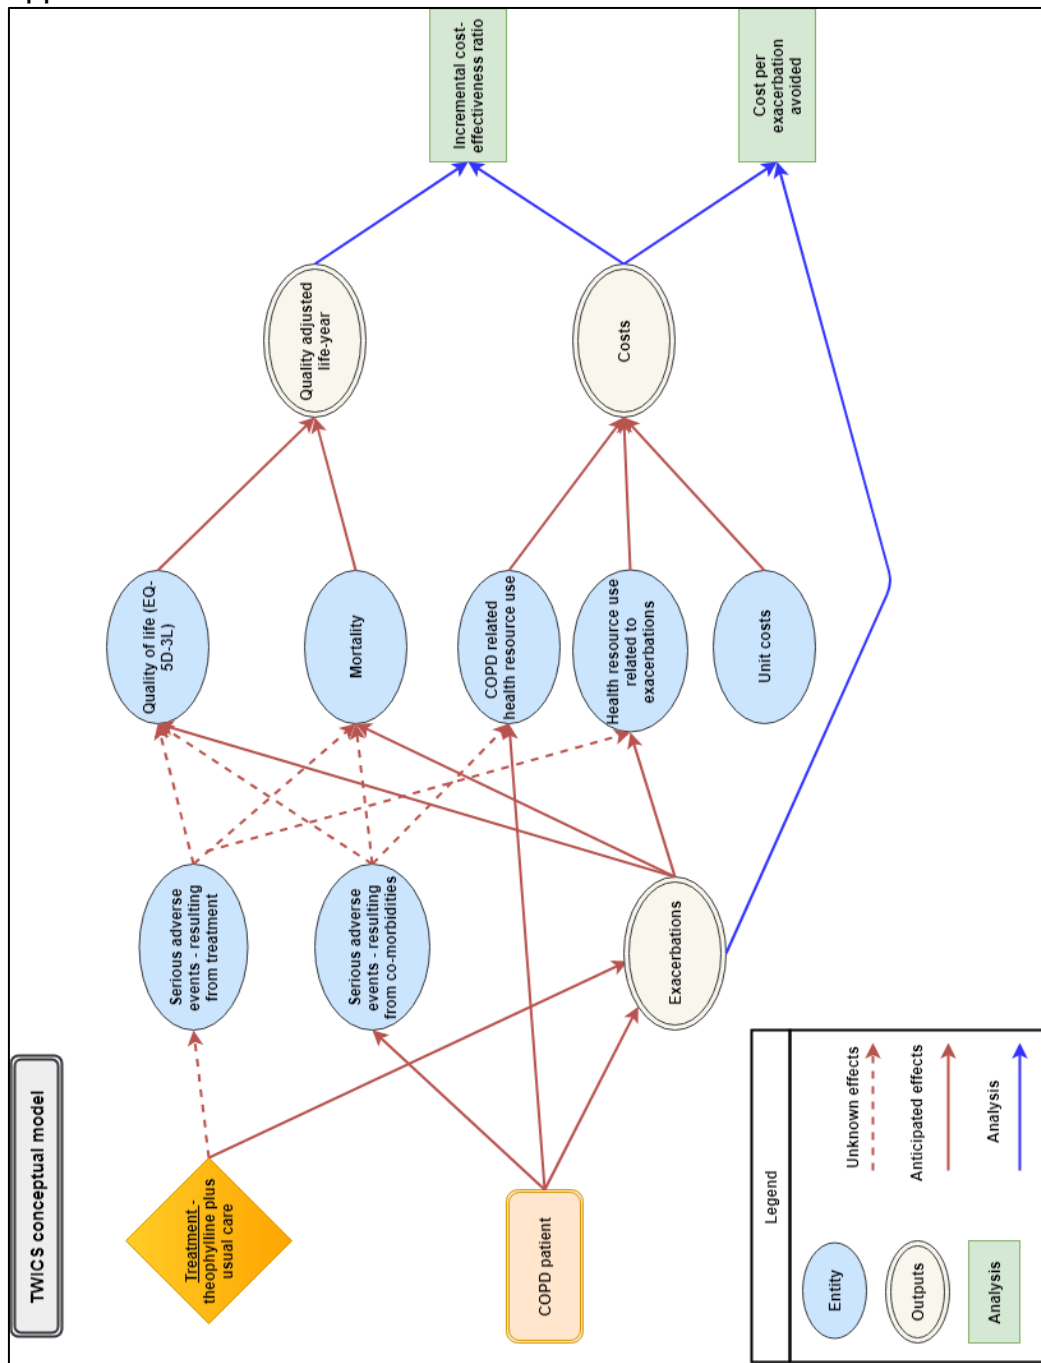 TWICS conceptual model
Treatment -
theophylline plus
usual care
COPD patient
Serious adverse
events - resulting
from treatment
Serious adverse
events - resulting
from co-morbidities
Exacerbations
Quality of life (EQ-
5D-3L)
Mortality
COPD related
health resource use
Health resource use
related to
exacerbations
Unit costs
Quality adjusted
life-year
Costs
Incremental cost-
effectiveness ratio
Cost per
exacerbation
avoided
Legend
Entity
Outputs
Analysis
Unknown effects
Anticipated effects
Analysis